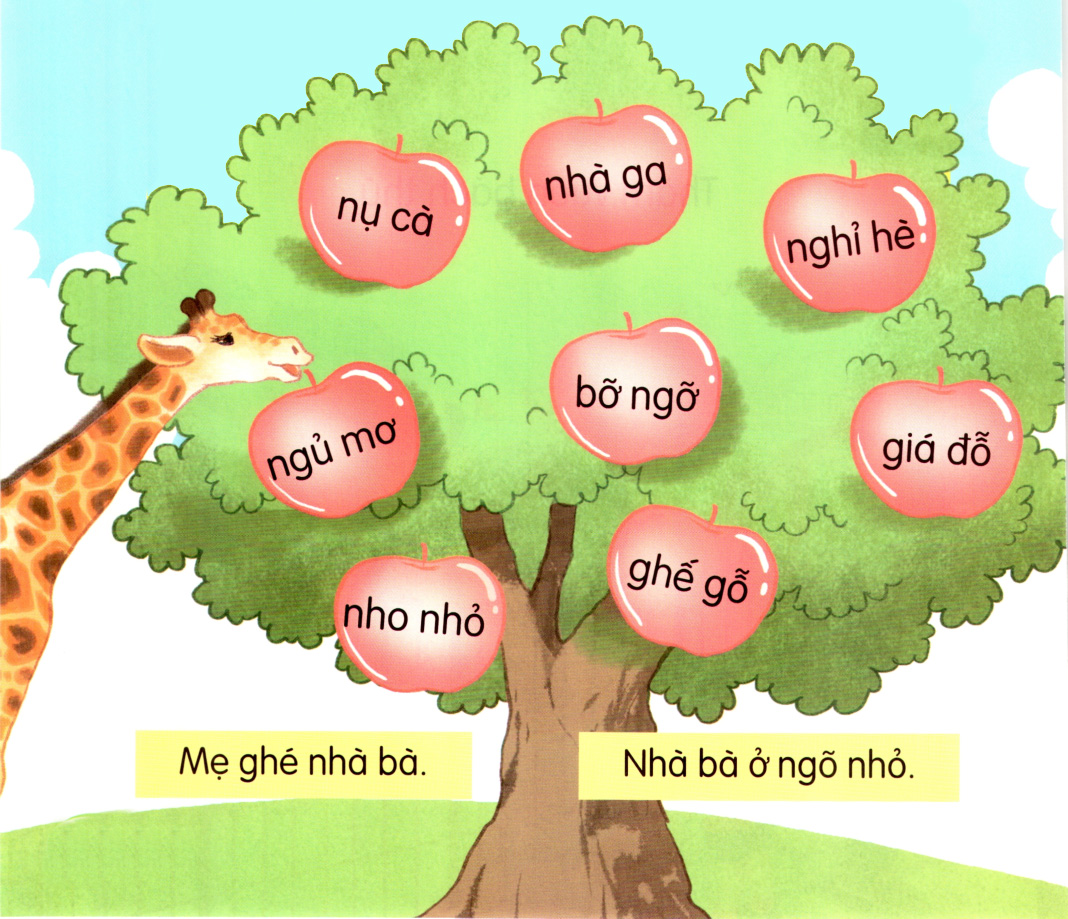 nụ cà
nhà ga
nghỉ hè
ngủ mơ
bỡ ngỡ
giá đỗ
nho nhỏ
ghế gỗ
Mẹ ghé nhà bà.
Nhà bà ở ngõ nhỏ.